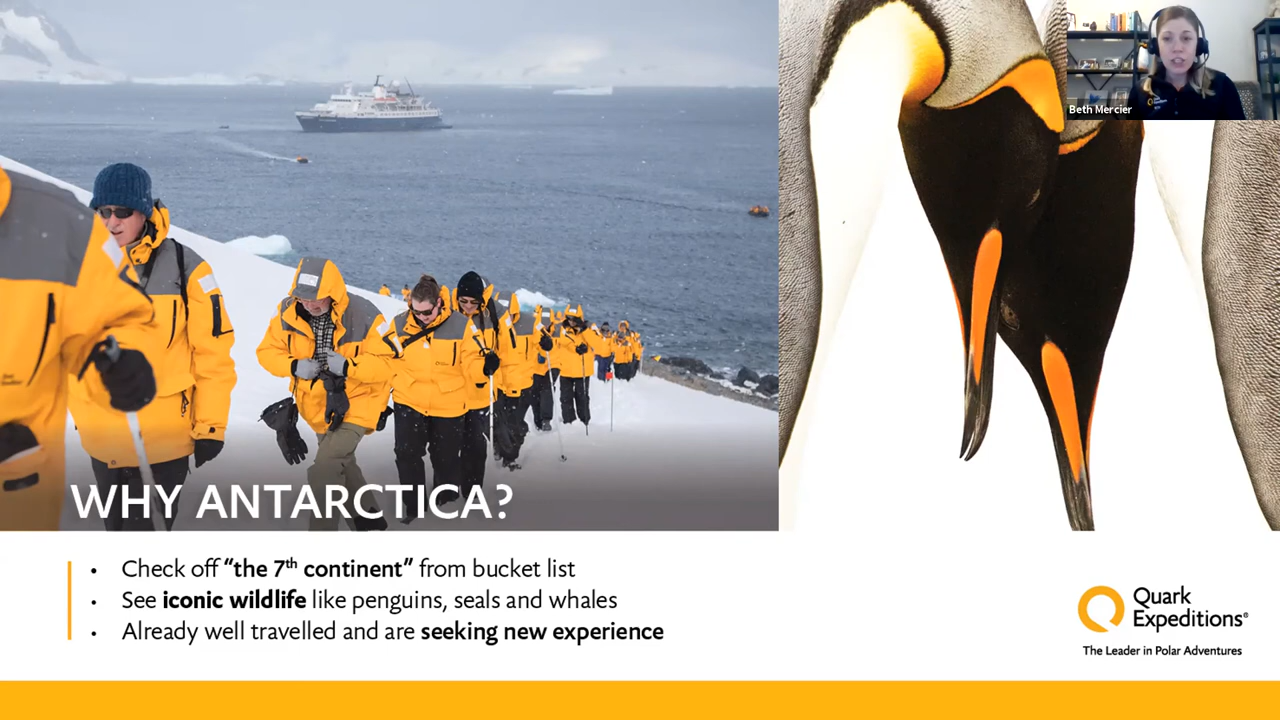 Beth Mercier
WHY ANTARCTICA?
• Check off “the 7th continent” from bucket list
• See iconic wildlife like penguins, seals and whales
• Already well travelled and are seeking new experience
Quark
Expeditions®
The Leader in Polar Adventures